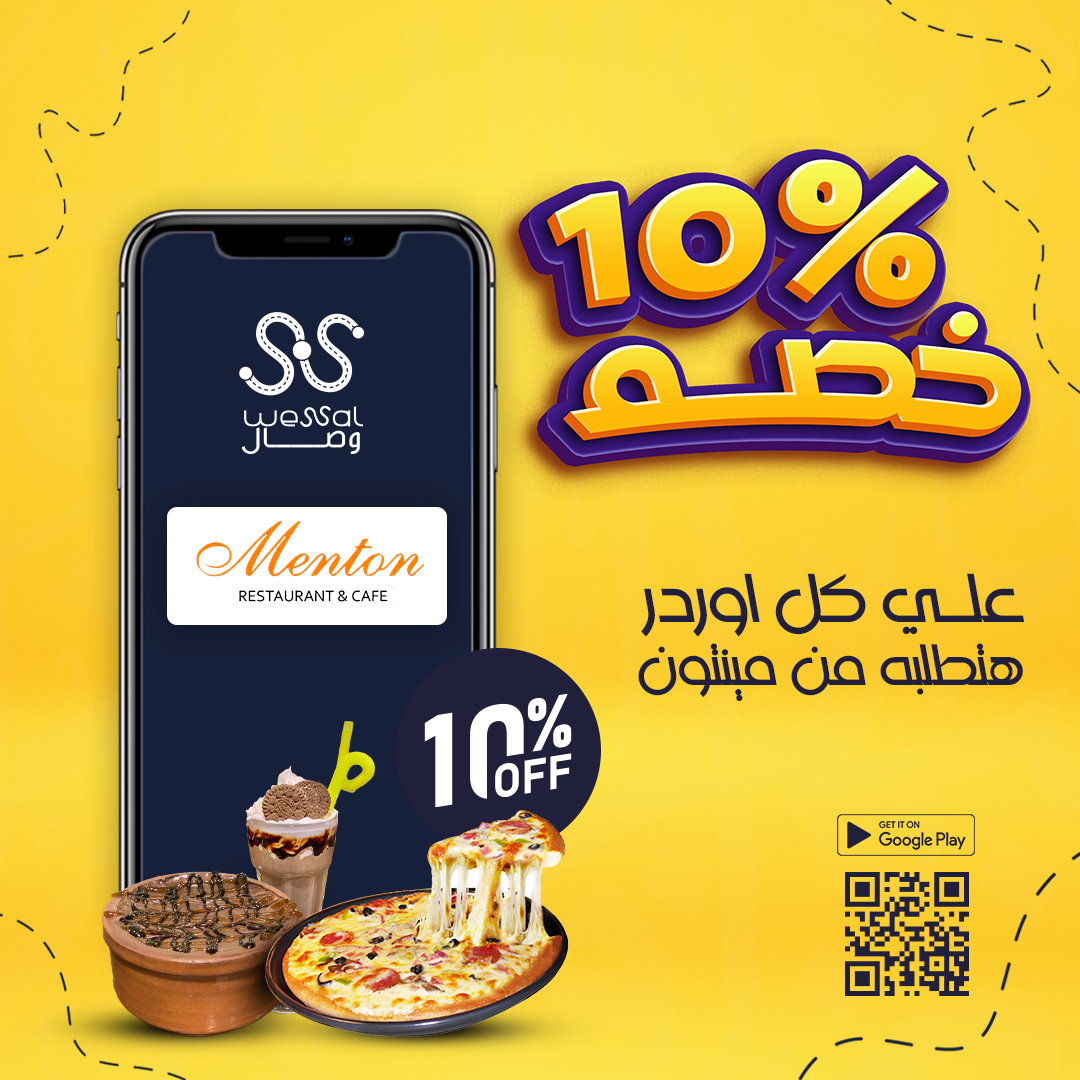 10%
خصم
wessal
وصال
Menton
RESTAURANT & CAFE
علي كل اوردر
هتطلبه من مينتون
10% OFF
GET IT ON
Google Play